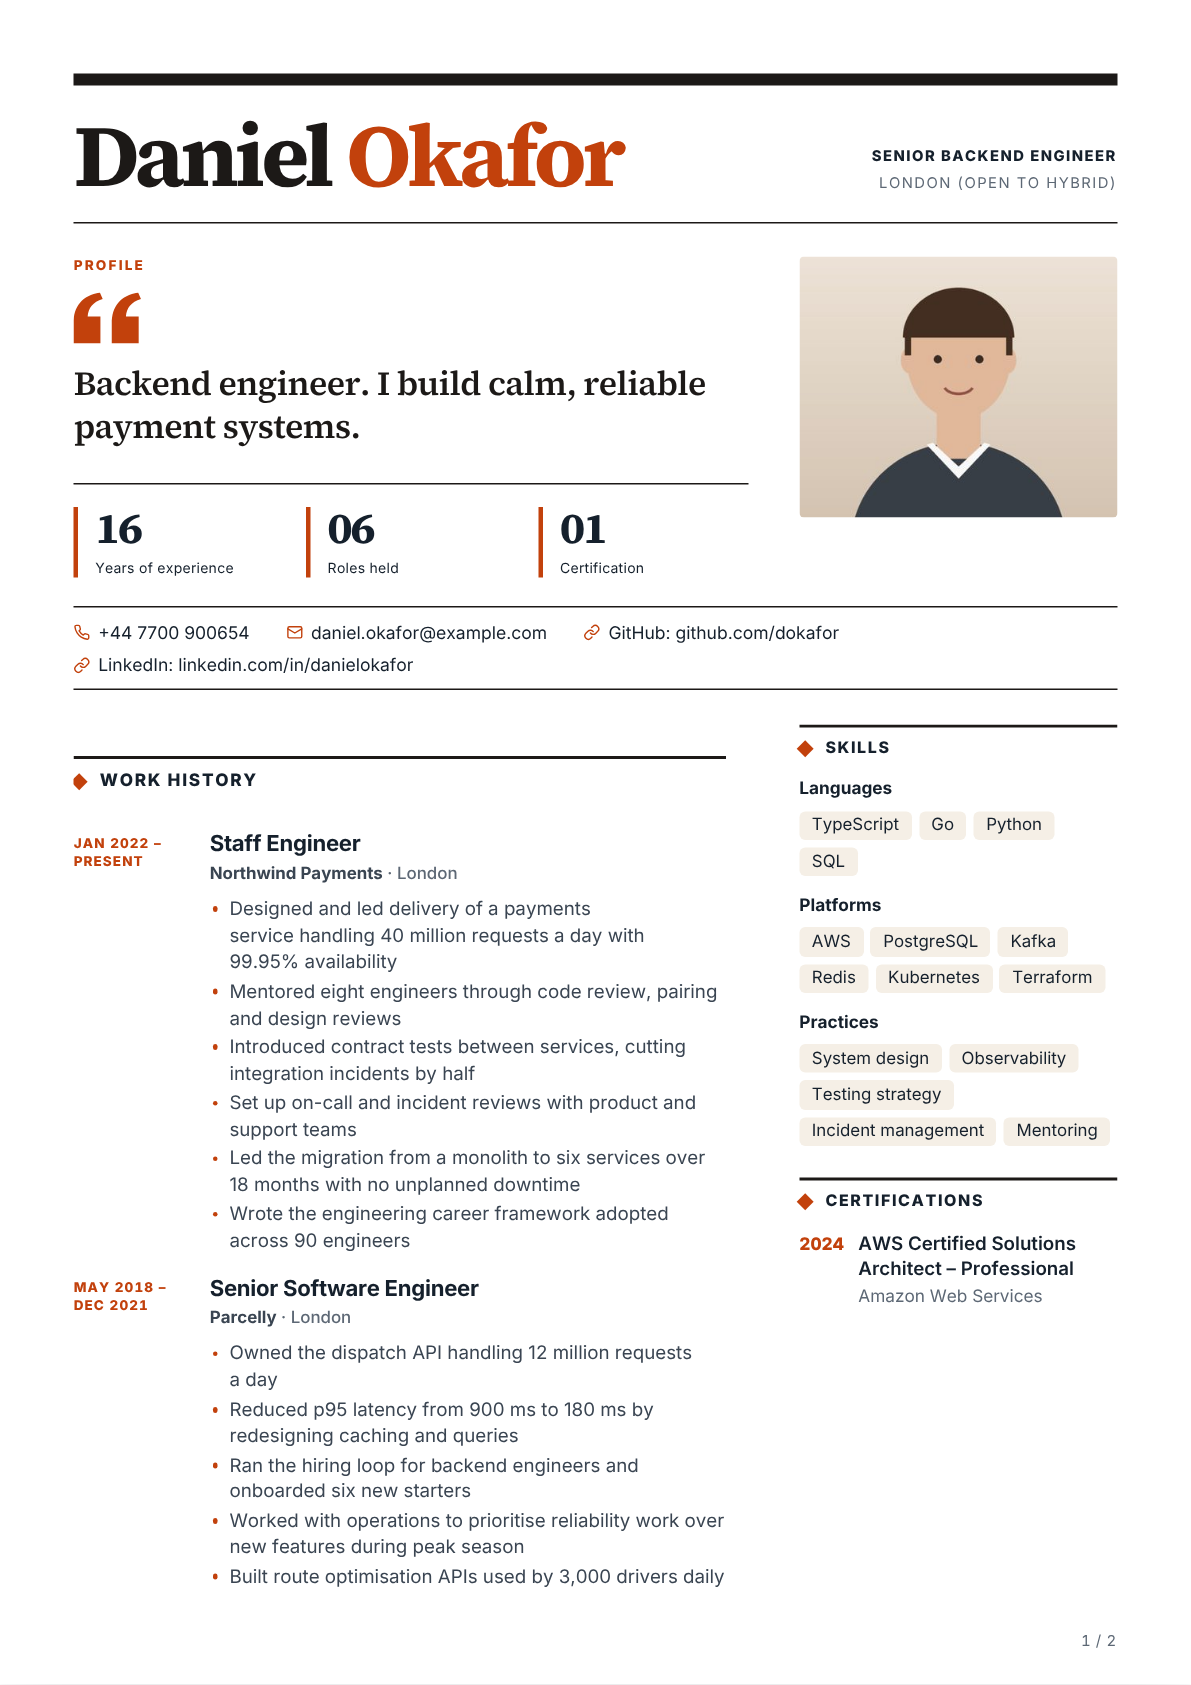 Daniel Okafor
SENIOR BACKEND ENGINEER
LONDON (OPEN TO HYBRID)
PROFILE
“
Backend engineer. I build calm, reliable
payment systems.
16
Years of experience
06
Roles held
01
Certification
+44 7700 900654
daniel.okafor@example.com
GitHub: github.com/dokafor
LinkedIn: linkedin.com/in/danielokafor
WORK HISTORY
JAN 2022 –
PRESENT
Staff Engineer
Northwind Payments · London
• Designed and led delivery of a payments
service handling 40 million requests a day with
99.95% availability
• Mentored eight engineers through code review, pairing
and design reviews
• Introduced contract tests between services, cutting
integration incidents by half
• Set up on-call and incident reviews with product and
support teams
• Led the migration from a monolith to six services over
18 months with no unplanned downtime
• Wrote the engineering career framework adopted
across 90 engineers
MAY 2018 –
DEC 2021
Senior Software Engineer
Parcelly · London
• Owned the dispatch API handling 12 million requests
a day
• Reduced p95 latency from 900 ms to 180 ms by
redesigning caching and queries
• Ran the hiring loop for backend engineers and
onboarded six new starters
• Worked with operations to prioritise reliability work over
new features during peak season
• Built route optimisation APIs used by 3,000 drivers daily
SKILLS
Languages
TypeScript Go Python
SQL
Platforms
AWS PostgreSQL Kafka
Redis Kubernetes Terraform
Practices
System design Observability
Testing strategy
Incident management Mentoring
CERTIFICATIONS
2024 AWS Certified Solutions
Architect – Professional
Amazon Web Services
1 / 2